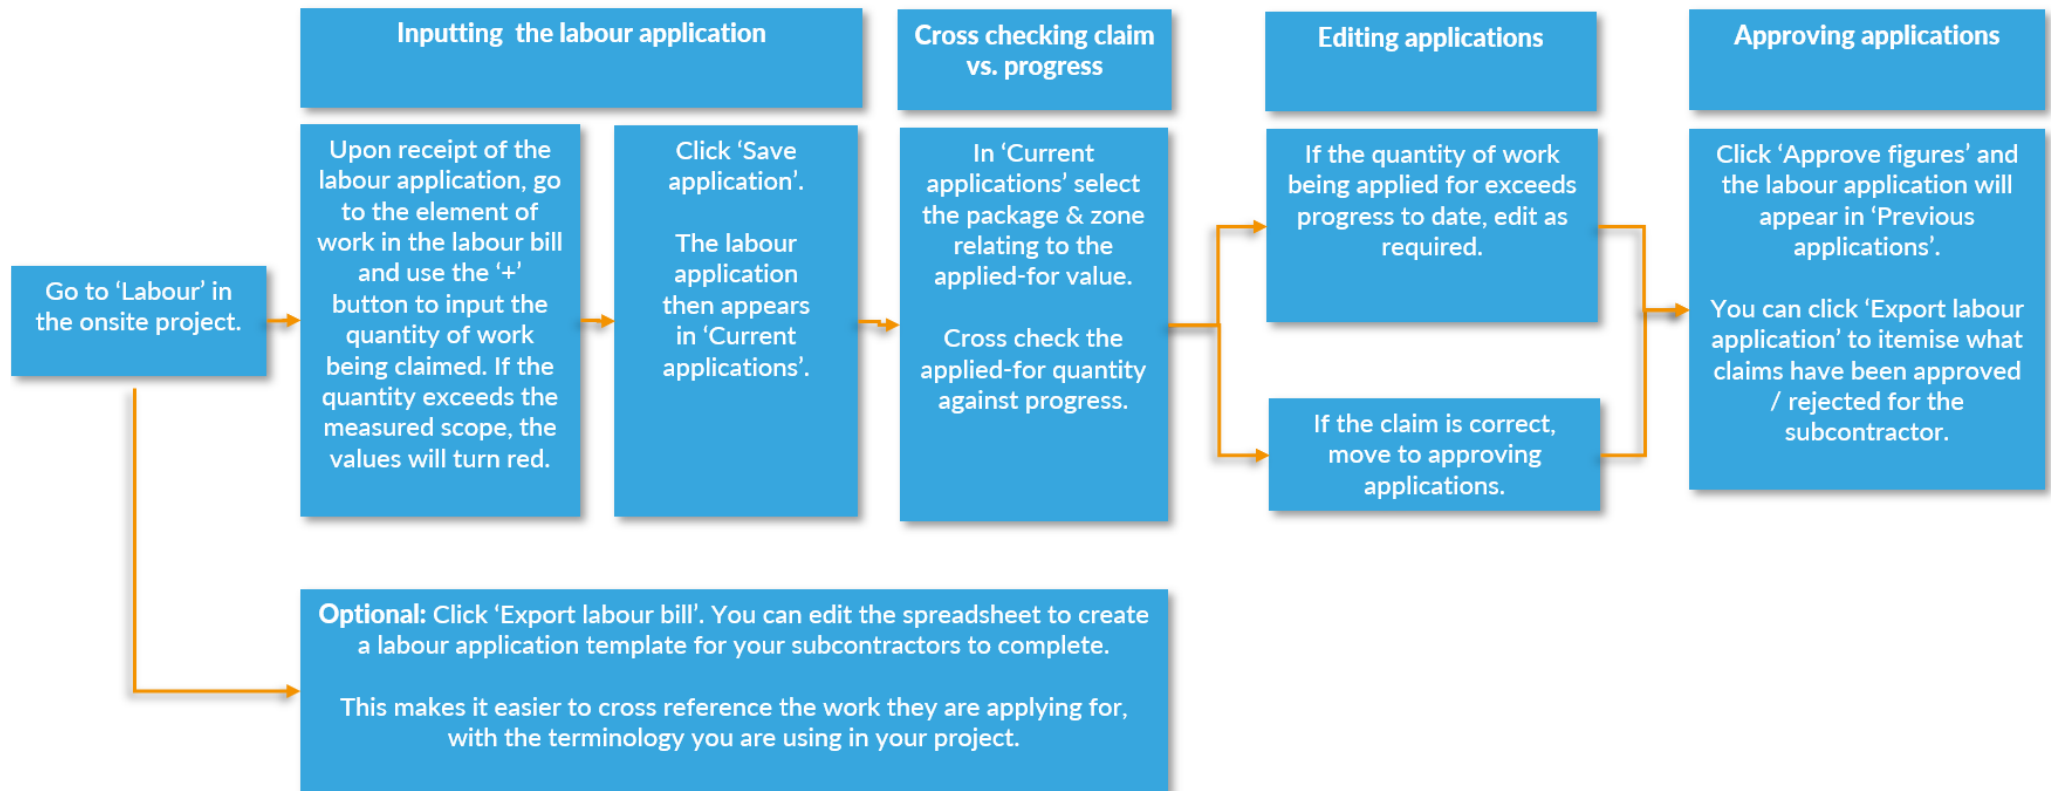 Inputting  the labour application
Cross checking claim
vs. progress
Editing applications
Approving applications
Go to ‘Labour’ in
the onsite project.
Upon receipt of the
labour application, go
to the element of
work in the labour bill
and use the ‘+’
button to input the
quantity of work
being claimed. If the
quantity exceeds the
measured scope, the
values will turn red.
Click ‘Save
application’.
The labour
application
then appears
in ‘Current
applications’.
In ‘Current
applications’ select
the package & zone
relating to the
applied-for value.
Cross check the
applied-for quantity
against progress.
If the quantity of work
being applied for exceeds
progress to date, edit as
required.
If the claim is correct,
move to approving
applications.
Click ‘Approve figures’ and
the labour application will
appear in ‘Previous
applications’.
You can click ‘Export labour
application’ to itemise what
claims have been approved
/ rejected for the
subcontractor.
Optional: Click ‘Export labour bill’. You can edit the spreadsheet to create
a labour application template for your subcontractors to complete.
This makes it easier to cross reference the work they are applying for,
with the terminology you are using in your project.